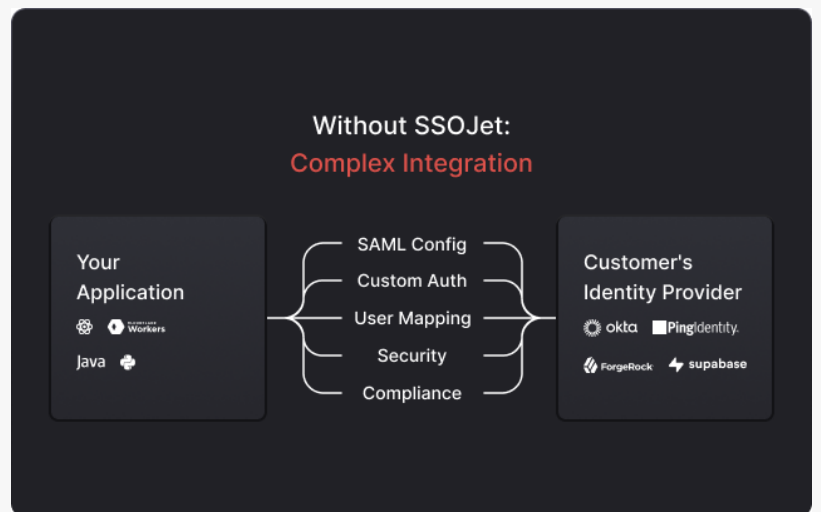 Without SSOJet:
Complex Integration
Your
Application
Workers
Java
SAML Config
Custom Auth
User Mapping
Security
Compliance
Customer's
Identity Provider
okta
PingIdentity.
ForgeRock
supabase